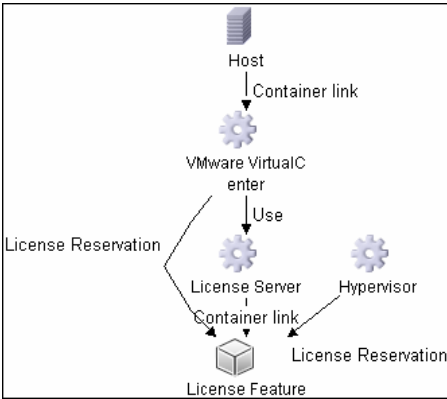 Host
Container link
VMware VirtualC
enter
Use
License Reservation
License Server
Hypervisor
Container link
License Reservation
License Feature